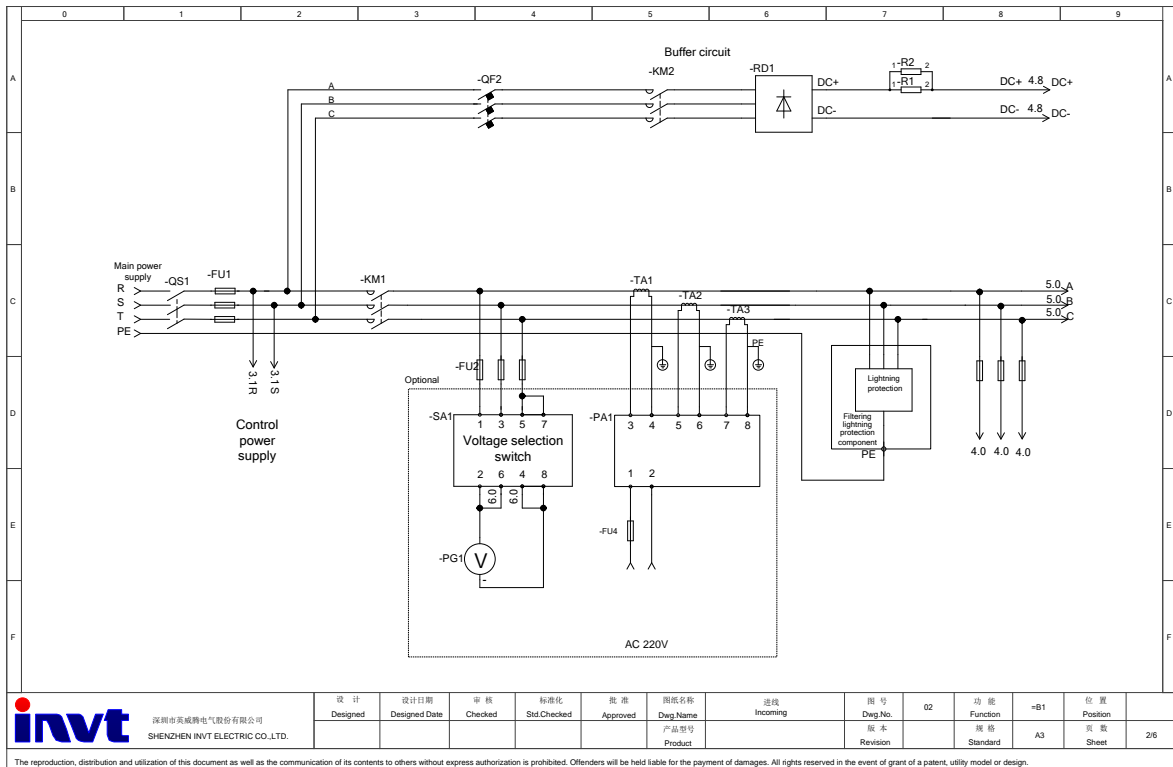 0 1 2 3 4 5 6 7 8 9
A A
B B
C C
D D
E E
F F
Buffer circuit
-QF2 -KM2 -RD1
A
B
C
DC+
DC-
1 -R2 2
1 -R1 2
DC+ 4.8 DC+
DC- 4.8 DC-
Main power
supply
R
S
T
PE
-QS1 -FU1 -KM1
-TA1
-TA2
-TA3
5.0 A
5.0 B
5.0 C
3.1R 3.1S
Control
power
supply
Optional
-FU2
-SA1
1 3 5 7
Voltage selection
switch
2 6 4 8
6.0 6.0
-PG1
V
-
-PA1
3 4 5 6 7 8
1 2
PE
-FU4
AC 220V
Lightning
protection
Filtering
lightning
protection
component
PE
4.0 4.0 4.0
invt
深圳市英威腾电气股份有限公司
SHENZHEN INVT ELECTRIC CO.,LTD.
设 计 设计日期 审 核 标准化 批 准 图纸名称 进线 图 号 02 功 能 =B1 位 置
Designed Designed Date Checked Std.Checked Approved Dwg.Name Incoming Dwg.No. Function Position
产品型号 版 本 规 格 A3 页 数 2/6
Product Revision Standard Sheet
The reproduction, distribution and utilization of this document as well as the communication of its contents to others without express authorization is prohibited. Offenders will be held liable for the payment of damages. All rights reserved in the event of grant of a patent, utility model or design.